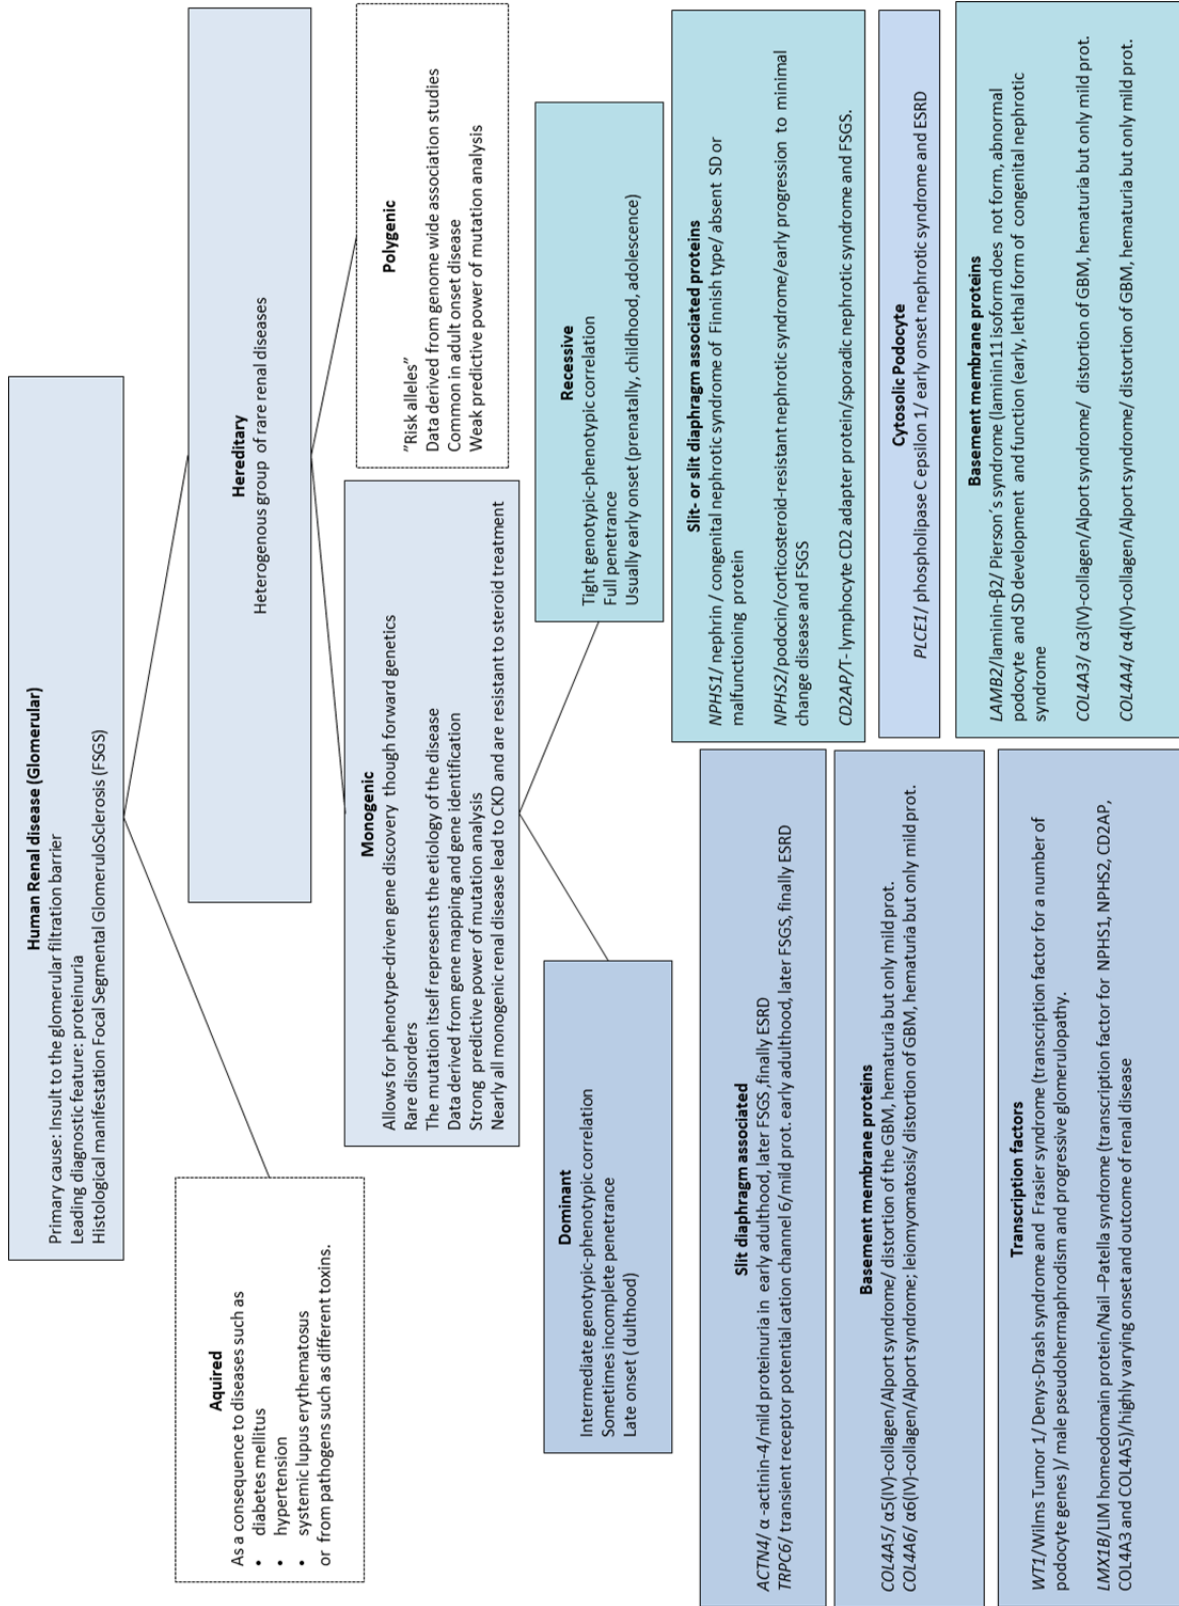 Human Renal disease (Glomerular)
Primary cause: Insult to the glomerular filtration barrier
Leading diagnostic feature: proteinuria
Histological manifestation Focal Segmental GlomeruloSclerosis (FSGS)
Aquired
As a consequence to diseases such as
• diabetes mellitus
• hypertension
• systemic lupus erythematosus
or from pathogens such as different toxins.
Hereditary
Heterogenous group of rare renal diseases
Monogenic
Allows for phenotype-driven gene discovery though forward genetics
Rare disorders
The mutation itself represents the etiology of the disease
Data derived from gene mapping and gene identification
Strong predictive power of mutation analysis
Nearly all monogenic renal disease lead to CKD and are resistant to steroid treatment
Polygenic
"Risk alleles"
Data derived from genome wide association studies
Common in adult onset disease
Weak predictive power of mutation analysis
Dominant
Intermediate genotypic-phenotypic correlation
Sometimes incomplete penetrance
Late onset ( dulthood)
Recessive
Tight genotypic-phenotypic correlation
Full penetrance
Usually early onset (prenatally, childhood, adolescence)
Slit diaphragm associated
ACTN4/ α -actinin-4/mild proteinuria in early adulthood, later FSGS ,finally ESRD
TRPC6/ transient receptor potential cation channel 6/mild prot. early adulthood, later FSGS, finally ESRD
Basement membrane proteins
COL4A5/ α5(IV)-collagen/Alport syndrome/ distortion of the GBM, hematuria but only mild prot.
COL4A6/ α6(IV)-collagen/Alport syndrome; leiomyomatosis/ distortion of GBM, hematuria but only mild prot.
Transcription factors
WT1/Wilms Tumor 1/ Denys-Drash syndrome and Frasier syndrome (transcription factor for a number of
podocyte genes )/ male pseudohermaphrodism and progressive glomerulopathy.
LMX1B/LIM homeodomain protein/Nail –Patella syndrome (transcription factor for NPHS1, NPHS2, CD2AP,
COL4A3 and COL4A5)/highly varying onset and outcome of renal disease
Slit- or slit diaphragm associated proteins
NPHS1/ nephrin / congenital nephrotic syndrome of Finnish type/ absent SD or
malfunctioning protein
NPHS2/podocin/corticosteroid-resistant nephrotic syndrome/early progression to minimal
change disease and FSGS
CD2AP/T- lymphocyte CD2 adapter protein/sporadic nephrotic syndrome and FSGS.
Cytosolic Podocyte
PLCE1/ phospholipase C epsilon 1/ early onset nephrotic syndrome and ESRD
Basement membrane proteins
LAMB2/laminin-β2/ Pierson´s syndrome (laminin11 isoform does not form, abnormal
podocyte and SD development and function (early, lethal form of congenital nephrotic
syndrome
COL4A3/ α3(IV)-collagen/Alport syndrome/ distortion of GBM, hematuria but only mild prot.
COL4A4/ α4(IV)-collagen/Alport syndrome/ distortion of GBM, hematuria but only mild prot.